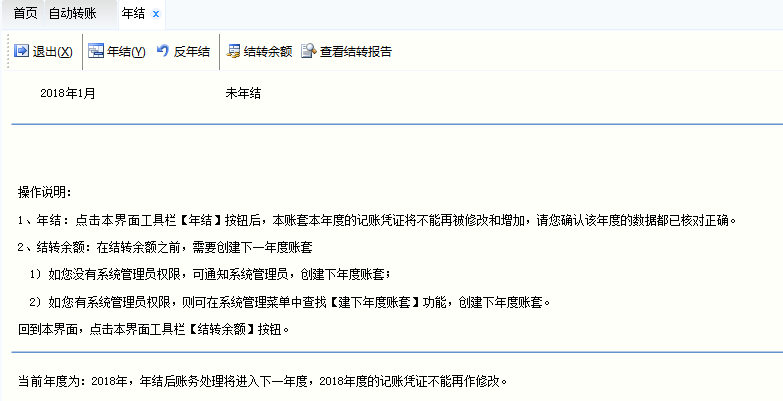 首页 自动转账 年结 x
退出(X) 年结(Y) 反年结 结转余额 查看结转报告
2018年1月 未年结
操作说明：
1、年结：点击本界面工具栏【年结】按钮后，本账套本年度的记账凭证将不能再被修改和增加，请您确认该年度的数据都已核对正确。
2、结转余额：在结转余额之前，需要创建下一年度账套
1）如您没有系统管理员权限，可通知系统管理员，创建下年度账套；
2）如您有系统管理员权限，则可在系统管理菜单中查找【建下年度账套】功能，创建下年度账套。
回到本界面，点击本界面工具栏【结转余额】按钮。
当前年度为：2018年，年结后账务处理将进入下一年度，2018年度的记账凭证不能再作修改。